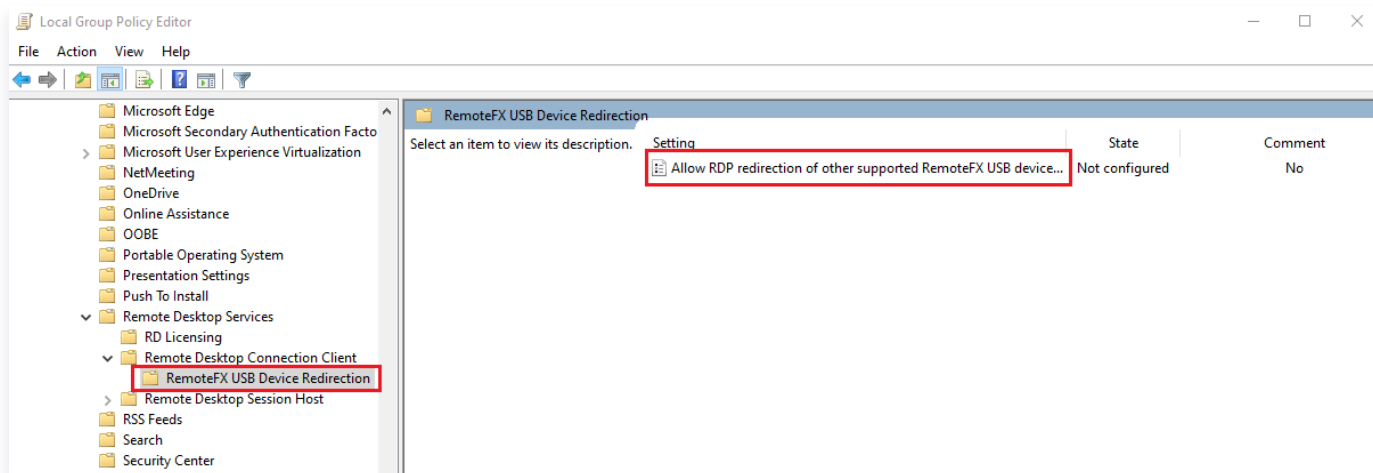 Local Group Policy Editor
File Action View Help
Microsoft Edge
Microsoft Secondary Authentication Facto
Microsoft User Experience Virtualization
NetMeeting
OneDrive
Online Assistance
OOBE
Portable Operating System
Presentation Settings
Push To Install
Remote Desktop Services
RD Licensing
Remote Desktop Connection Client
RemoteFX USB Device Redirection
Remote Desktop Session Host
RSS Feeds
Search
Security Center
RemoteFX USB Device Redirection
Select an item to view its description.
Setting State Comment
Allow RDP redirection of other supported RemoteFX USB device... Not configured No